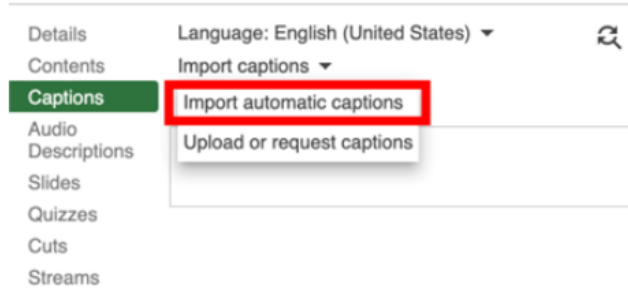 Details
Contents
Captions
Audio
Descriptions
Slides
Quizzes
Cuts
Streams
Language: English (United States)
Import captions
Import automatic captions
Upload or request captions